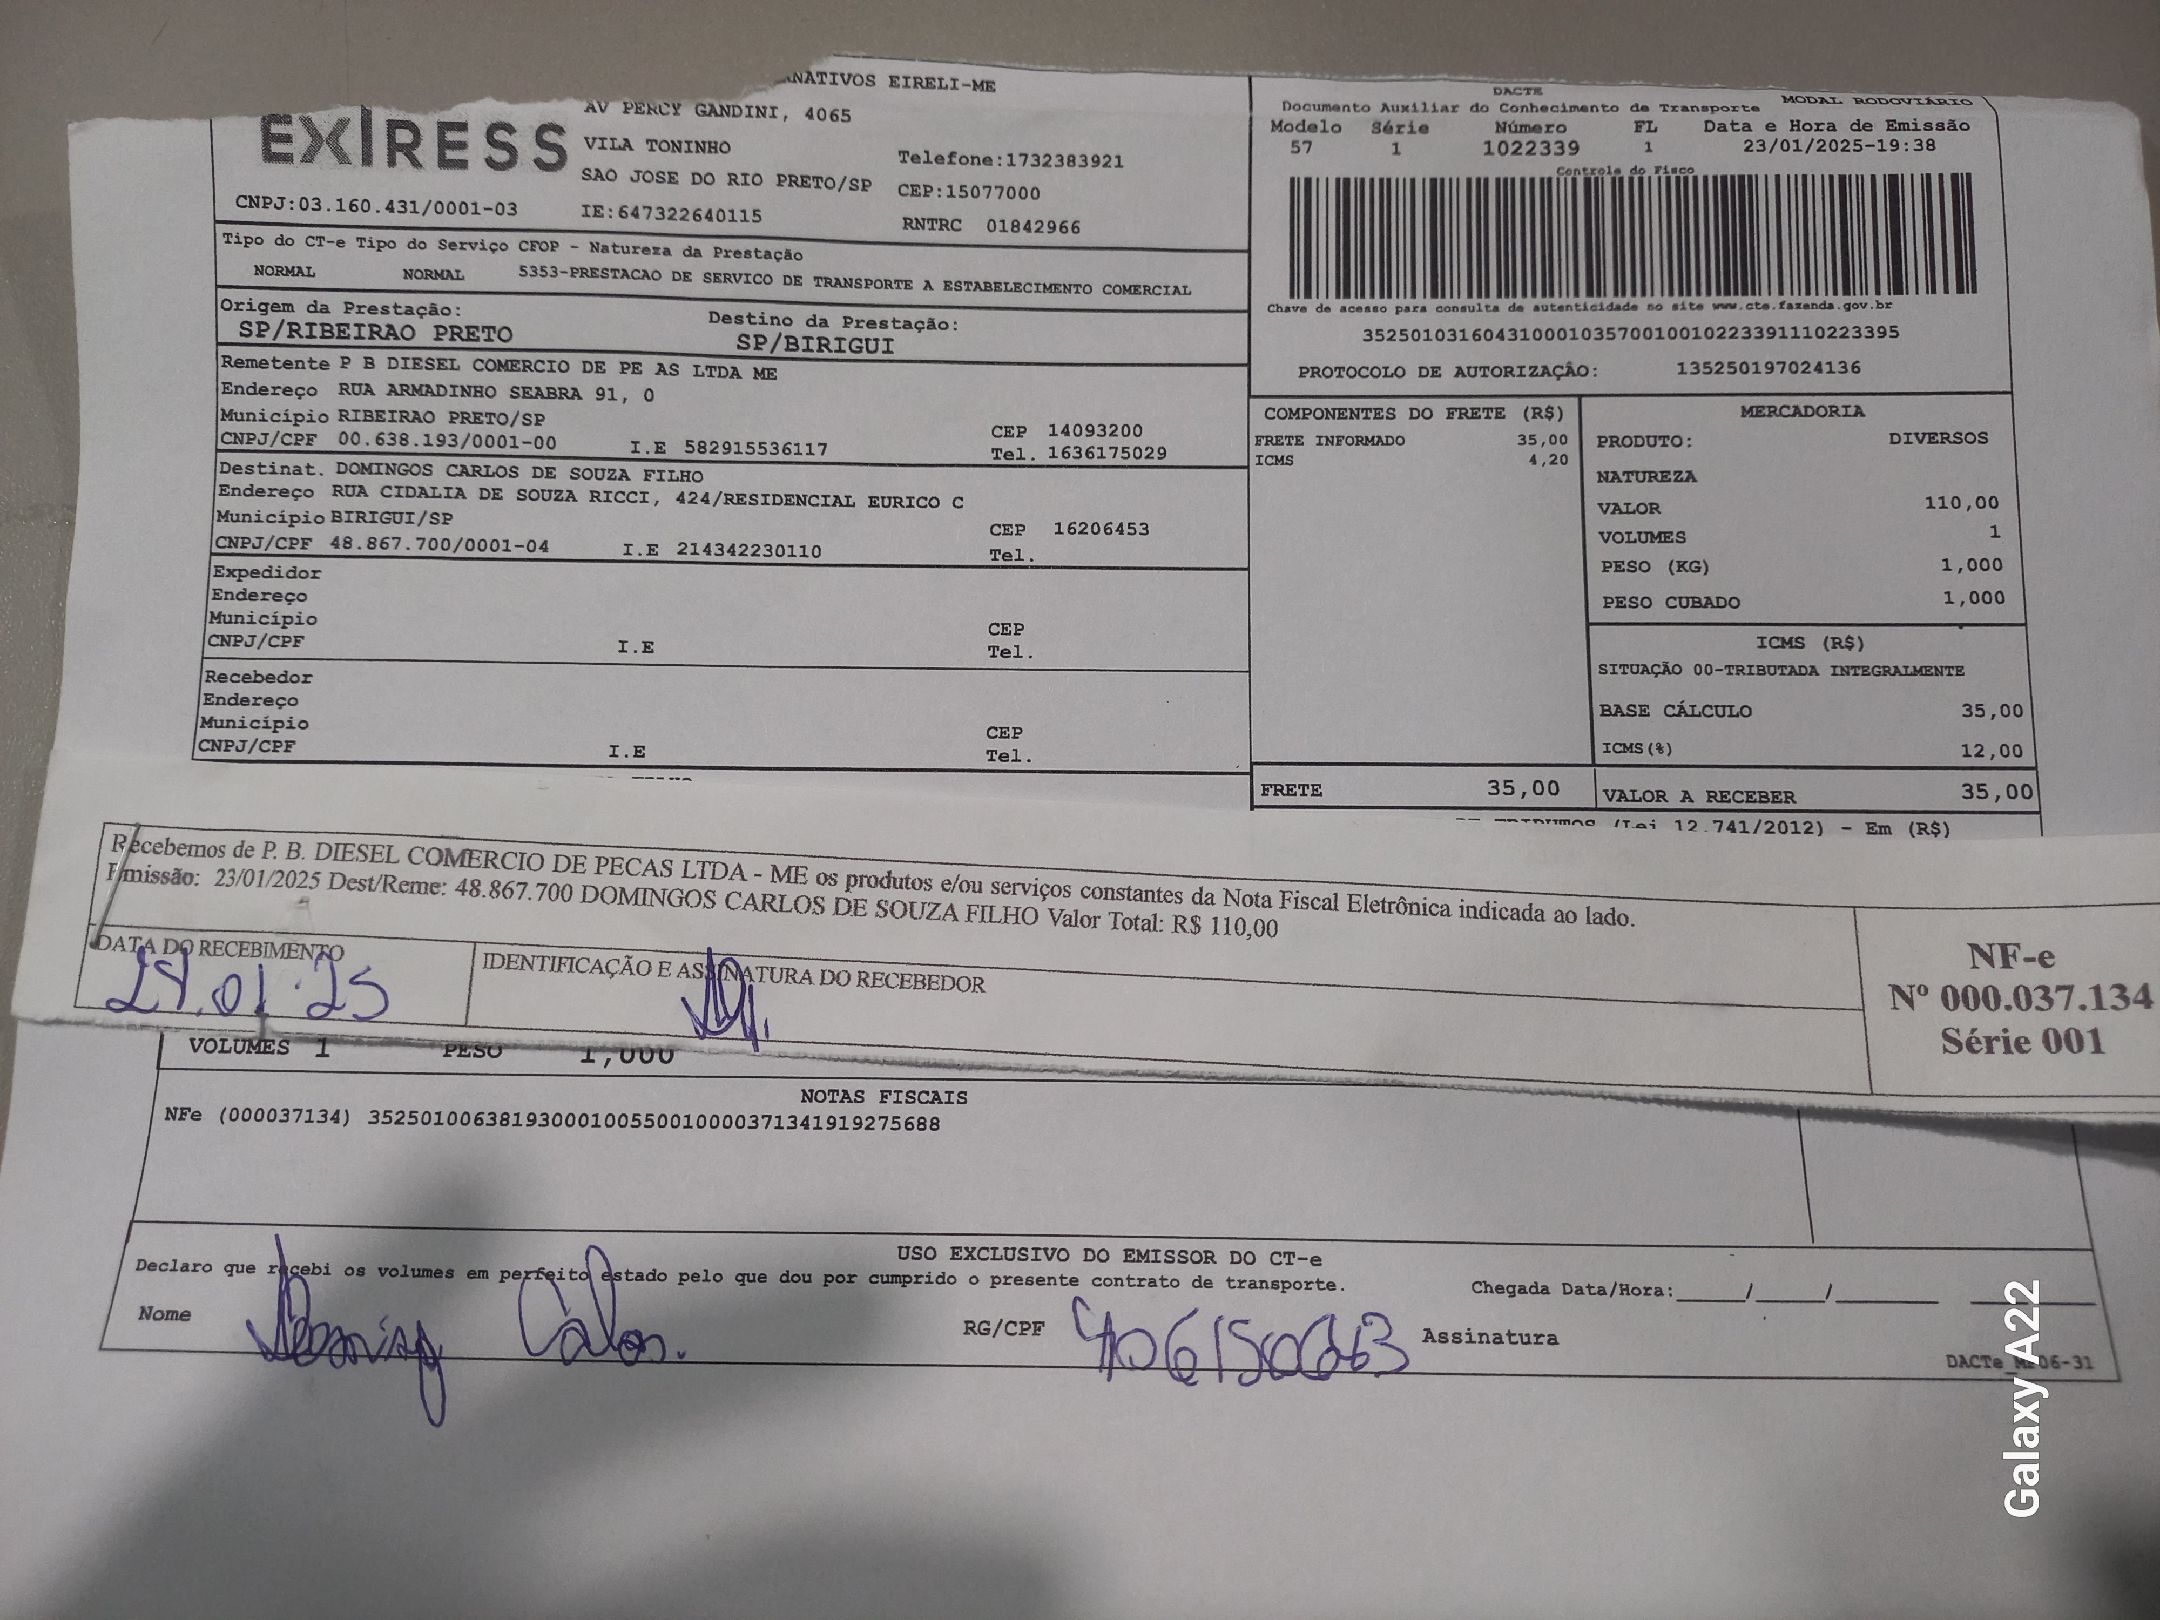 NATIVOS EIRELI-ME
EXIRESS
AV PERCY GANDINI, 4065
VILA TONINHO
Telefone:1732383921
SAO JOSE DO RIO PRETO/SP CEP:15077000
CNPJ:03.160.431/0001-03 IE:647322640115 RNTRC 01842966
Tipo do CT-e Tipo do Serviço CFOP - Natureza da Prestação
NORMAL NORMAL 5353-PRESTACAO DE SERVICO DE TRANSPORTE A ESTABELECIMENTO COMERCIAL
Origem da Prestação: Destino da Prestação:
SP/RIBEIRAO PRETO SP/BIRIGUI
Remetente P B DIESEL COMERCIO DE PE AS LTDA ME
Endereço RUA ARMADINHO SEABRA 91, 0
Município RIBEIRAO PRETO/SP CEP 14093200
CNPJ/CPF 00.638.193/0001-00 I.E 582915536117 Tel. 1636175029
Destinat. DOMINGOS CARLOS DE SOUZA FILHO
Endereço RUA CIDALIA DE SOUZA RICCI, 424/RESIDENCIAL EURICO C
Município BIRIGUI/SP CEP 16206453
CNPJ/CPF 48.867.700/0001-04 I.E 214342230110 Tel.
Expedidor
Endereço
Município CEP
CNPJ/CPF I.E Tel.
Recebedor
Endereço
Município CEP
CNPJ/CPF I.E Tel.
DACTE
Documento Auxiliar do Conhecimento de Transporte MODAL RODOVIÁRIO
Modelo Série Número FL Data e Hora de Emissão
57 1 1022339 1 23/01/2025-19:38
Controle do Fisco
Chave de acesso para consulta de autenticidade no site www.cte.fazenda.gov.br
35250103160431000103570010010223391110223395
PROTOCOLO DE AUTORIZAÇÃO: 135250197024136
COMPONENTES DO FRETE (R$)
FRETE INFORMADO 35,00
ICMS 4,20
MERCADORIA
PRODUTO: DIVERSOS
NATUREZA
VALOR 110,00
VOLUMES 1
PESO (KG) 1,000
PESO CUBADO 1,000
ICMS (R$)
SITUAÇÃO 00-TRIBUTADA INTEGRALMENTE
BASE CÁLCULO 35,00
ICMS(%) 12,00
FRETE 35,00 VALOR A RECEBER 35,00
DE TRIBUTOS (Lei 12.741/2012) - Em (R$)
Recebemos de P. B. DIESEL COMERCIO DE PECAS LTDA - ME os produtos e/ou serviços constantes da Nota Fiscal Eletrônica indicada ao lado.
Emissão: 23/01/2025 Dest/Reme: 48.867.700 DOMINGOS CARLOS DE SOUZA FILHO Valor Total: R$ 110,00
DATA DO RECEBIMENTO IDENTIFICAÇÃO E ASSINATURA DO RECEBEDOR
24.01.25
NF-e
Nº 000.037.134
Série 001
VOLUMES 1 PESO 1,000
NOTAS FISCAIS
NFe (000037134) 35250100638193000100550010000371341919275688
USO EXCLUSIVO DO EMISSOR DO CT-e
Declaro que recebi os volumes em perfeito estado pelo que dou por cumprido o presente contrato de transporte. Chegada Data/Hora:_____/_____/_______ ________
Nome Domingos Carlos. RG/CPF Assinatura
Galaxy A22